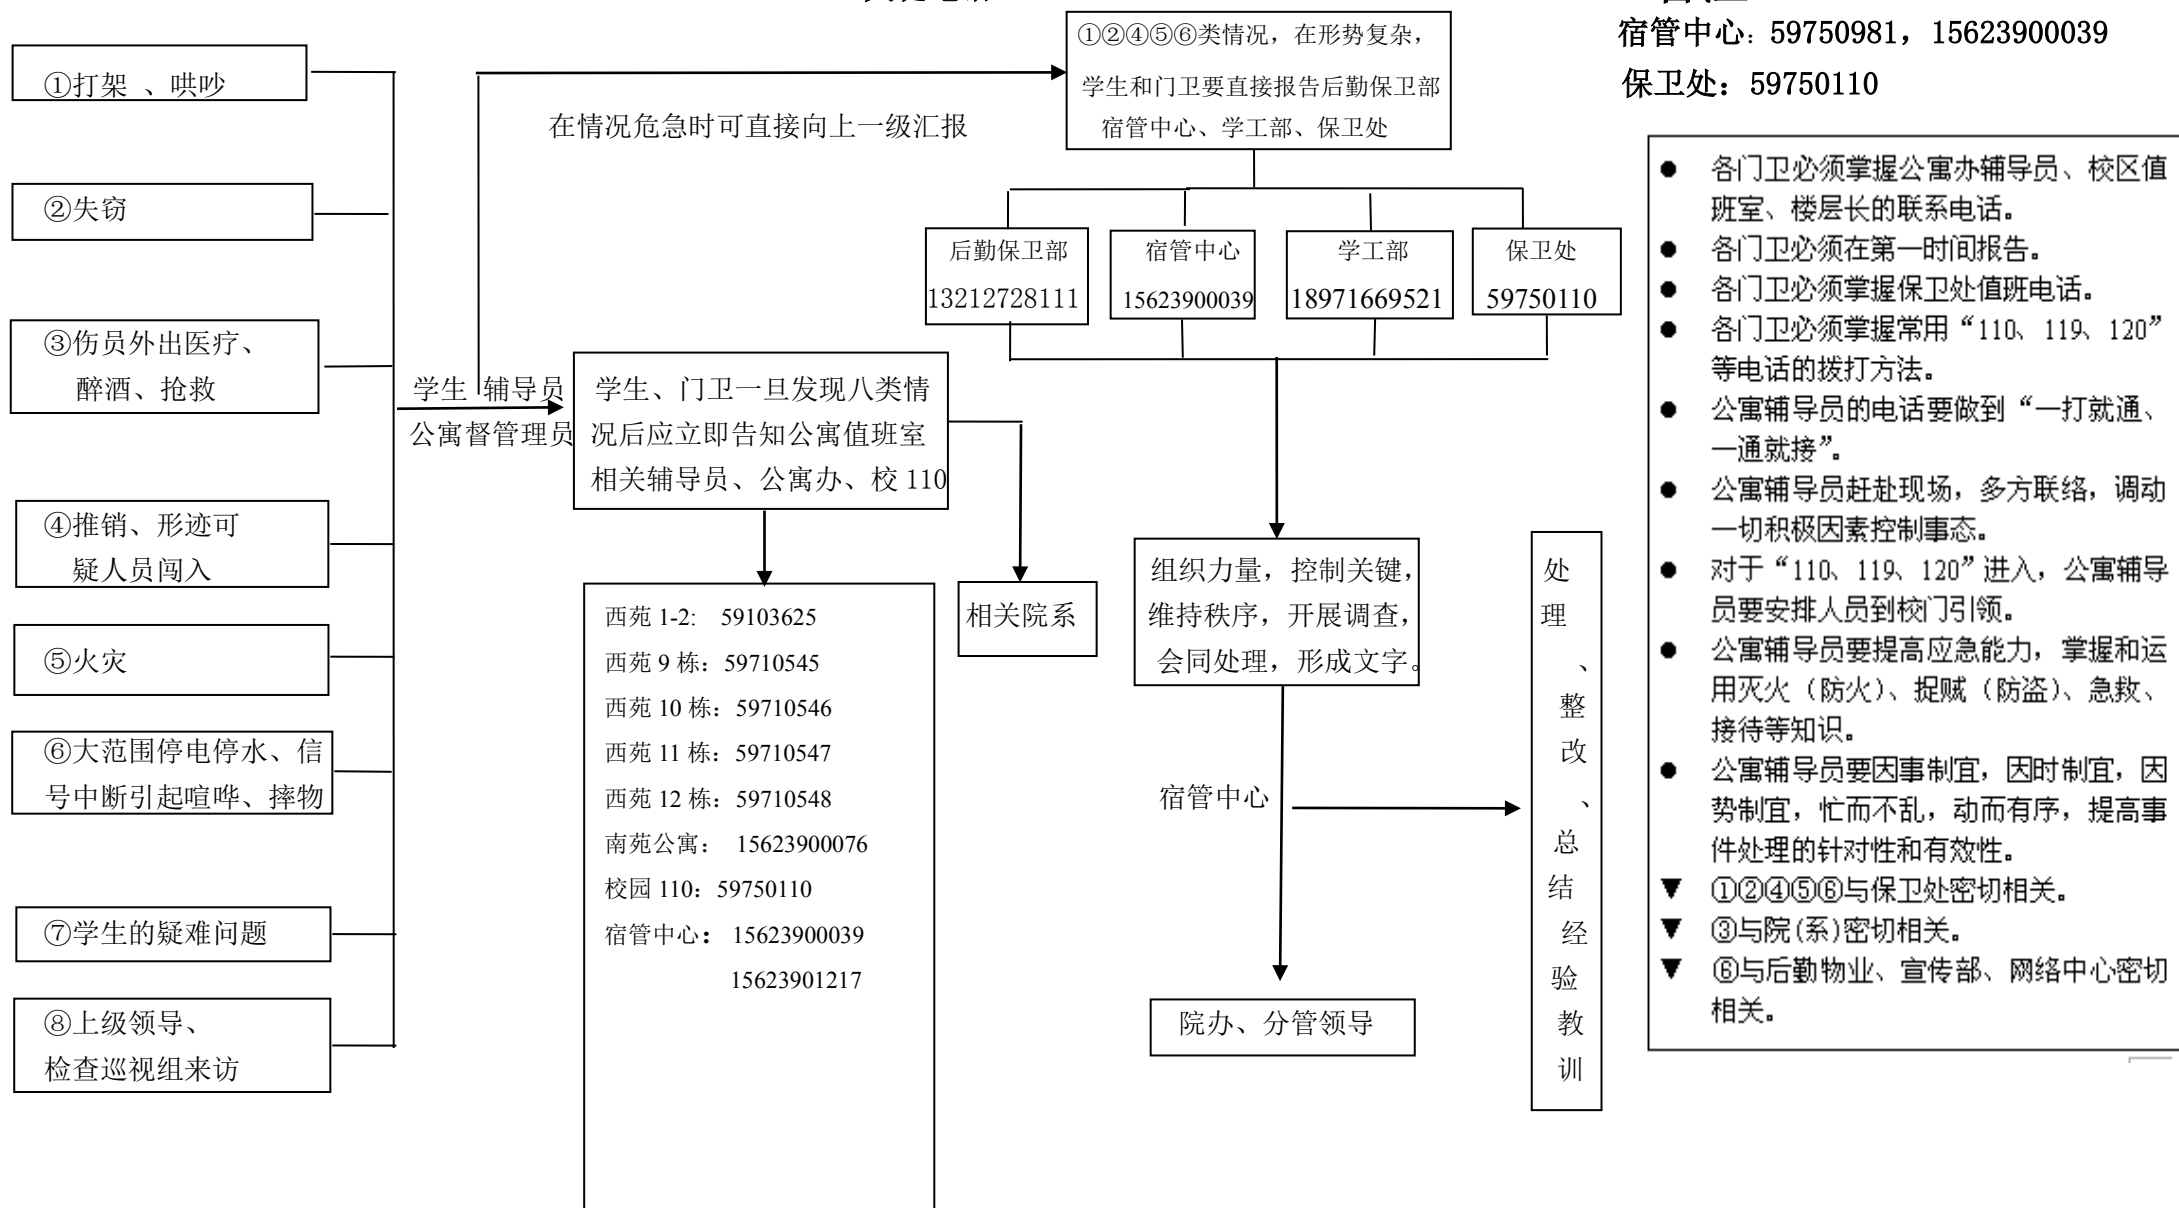 宿管中心：59750981，15623900039
保卫处：59750110
①打架 、哄吵
②失窃
③伤员外出医疗、
醉酒、抢救
④推销、形迹可
疑人员闯入
⑤火灾
⑥大范围停电停水、信
号中断引起喧哗、摔物
⑦学生的疑难问题
⑧上级领导、
检查巡视组来访
学生 辅导员
公寓督管理员
在情况危急时可直接向上一级汇报
①②④⑤⑥类情况，在形势复杂，
学生和门卫要直接报告后勤保卫部
宿管中心、学工部、保卫处
后勤保卫部
13212728111
宿管中心
15623900039
学工部
18971669521
保卫处
59750110
学生、门卫一旦发现八类情
况后应立即告知公寓值班室
相关辅导员、公寓办、校 110
西苑 1-2: 59103625
西苑 9 栋：59710545
西苑 10 栋：59710546
西苑 11 栋：59710547
西苑 12 栋：59710548
南苑公寓： 15623900076
校园 110：59750110
宿管中心： 15623900039
15623901217
相关院系
组织力量，控制关键，
维持秩序，开展调查，
会同处理，形成文字。
宿管中心
院办、分管领导
处
理
、
整
改
、
总
结
经
验
教
训
● 各门卫必须掌握公寓办辅导员、校区值
班室、楼层长的联系电话。
● 各门卫必须在第一时间报告。
● 各门卫必须掌握保卫处值班电话。
● 各门卫必须掌握常用“110、119、120”
等电话的拨打方法。
● 公寓辅导员的电话要做到“一打就通、
一通就接”。
● 公寓辅导员赶赴现场，多方联络，调动
一切积极因素控制事态。
● 对于“110、119、120”进入，公寓辅导
员要安排人员到校门引领。
● 公寓辅导员要提高应急能力，掌握和运
用灭火（防火）、捉贼（防盗）、急救、
接待等知识。
● 公寓辅导员要因事制宜，因时制宜，因
势制宜，忙而不乱，动而有序，提高事
件处理的针对性和有效性。
▼ ①②④⑤⑥与保卫处密切相关。
▼ ③与院(系)密切相关。
▼ ⑥与后勤物业、宣传部、网络中心密切
相关。